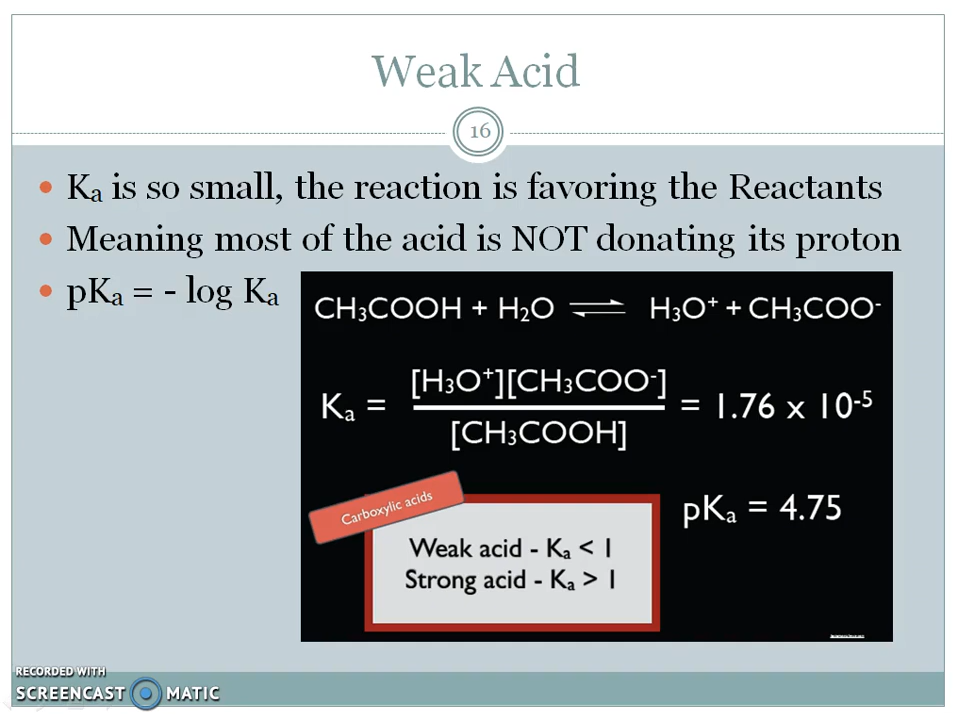 Weak Acid
16
• Kₐ is so small, the reaction is favoring the Reactants
• Meaning most of the acid is NOT donating its proton
• pKₐ = - log Kₐ
CH₃COOH + H₂O ⇌ H₃O⁺ + CH₃COO⁻
Kₐ = [H₃O⁺][CH₃COO⁻] / [CH₃COOH] = 1.76 x 10⁻⁵
Carboxylic acids
pKₐ = 4.75
Weak acid - Kₐ < 1
Strong acid - Kₐ > 1
RECORDED WITH
SCREENCAST MATIC